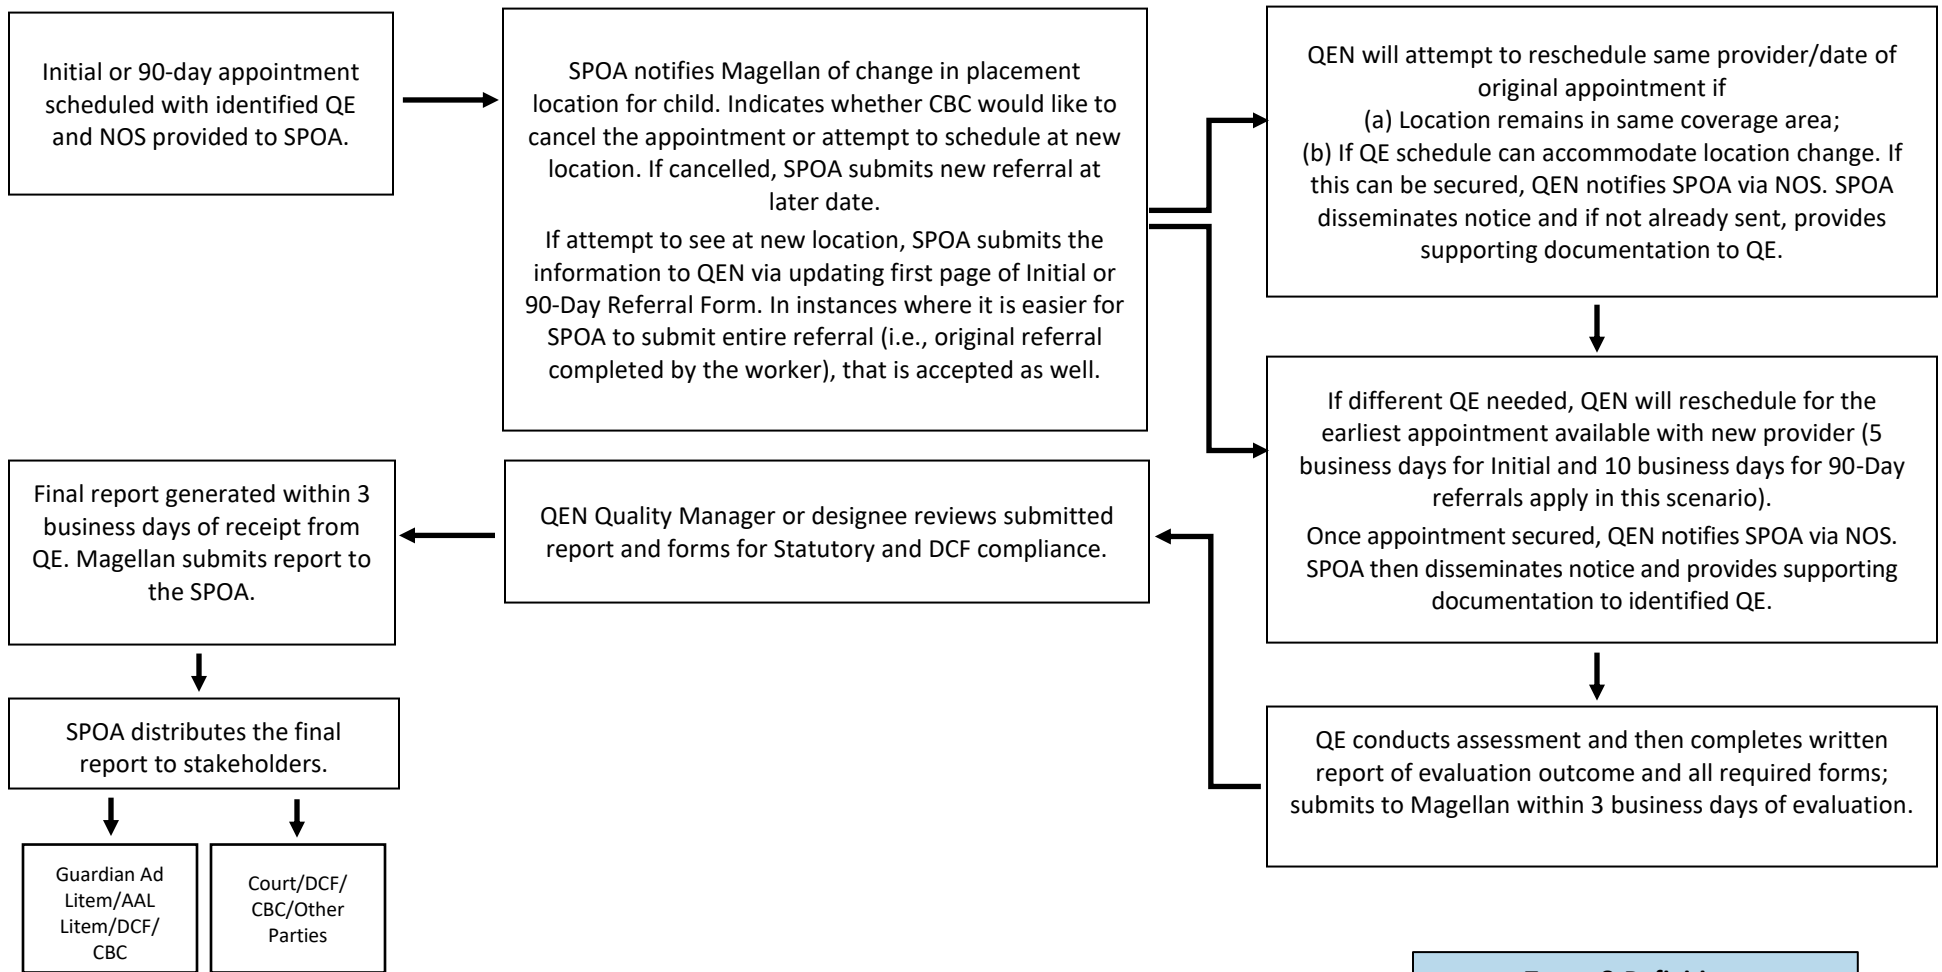 Initial or 90-day appointment
scheduled with identified QE
and NOS provided to SPOA.
SPOA notifies Magellan of change in placement
location for child. Indicates whether CBC would like to
cancel the appointment or attempt to schedule at new
location. If cancelled, SPOA submits new referral at
later date.
If attempt to see at new location, SPOA submits the
information to QEN via updating first page of Initial or
90-Day Referral Form. In instances where it is easier for
SPOA to submit entire referral (i.e., original referral
completed by the worker), that is accepted as well.
QEN will attempt to reschedule same provider/date of
original appointment if
(a) Location remains in same coverage area;
(b) If QE schedule can accommodate location change. If
this can be secured, QEN notifies SPOA via NOS. SPOA
disseminates notice and if not already sent, provides
supporting documentation to QE.
If different QE needed, QEN will reschedule for the
earliest appointment available with new provider (5
business days for Initial and 10 business days for 90-Day
referrals apply in this scenario).
Once appointment secured, QEN notifies SPOA via NOS.
SPOA then disseminates notice and provides supporting
documentation to identified QE.
QE conducts assessment and then completes written
report of evaluation outcome and all required forms;
submits to Magellan within 3 business days of evaluation.
QEN Quality Manager or designee reviews submitted
report and forms for Statutory and DCF compliance.
Final report generated within 3
business days of receipt from
QE. Magellan submits report to
the SPOA.
SPOA distributes the final
report to stakeholders.
Guardian Ad
Litem/AAL
Litem/DCF/
CBC
Court/DCF/
CBC/Other
Parties